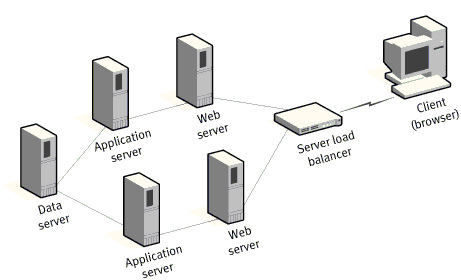 Client
(browser)
Web
server
Server load
balancer
Application
server
Data
server
Web
server
Application
server